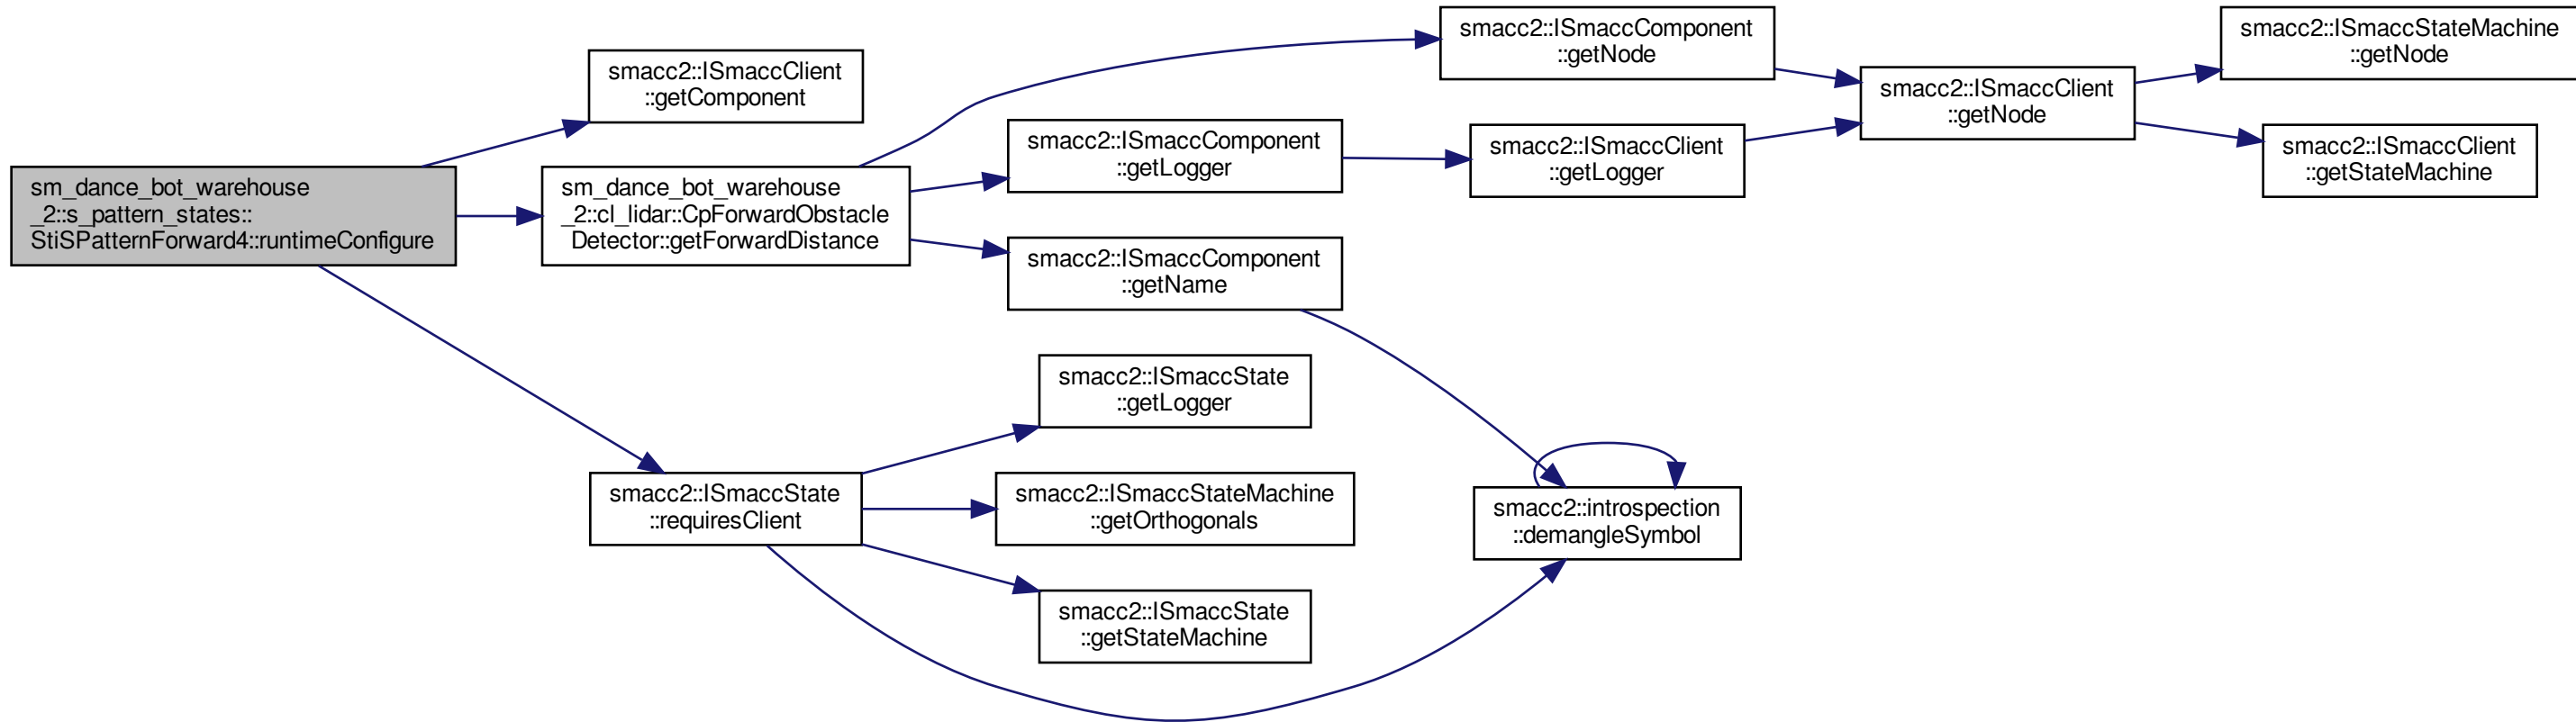 sm_dance_bot_warehouse
_2::s_pattern_states::
StiSPatternForward4::runtimeConfigure
smacc2::ISmaccClient
::getComponent
sm_dance_bot_warehouse
_2::cl_lidar::CpForwardObstacle
Detector::getForwardDistance
smacc2::ISmaccState
::requiresClient
smacc2::ISmaccComponent
::getNode
smacc2::ISmaccComponent
::getLogger
smacc2::ISmaccComponent
::getName
smacc2::ISmaccState
::getLogger
smacc2::ISmaccStateMachine
::getOrthogonals
smacc2::ISmaccState
::getStateMachine
smacc2::ISmaccClient
::getLogger
smacc2::introspection
::demangleSymbol
smacc2::ISmaccClient
::getNode
smacc2::ISmaccStateMachine
::getNode
smacc2::ISmaccClient
::getStateMachine